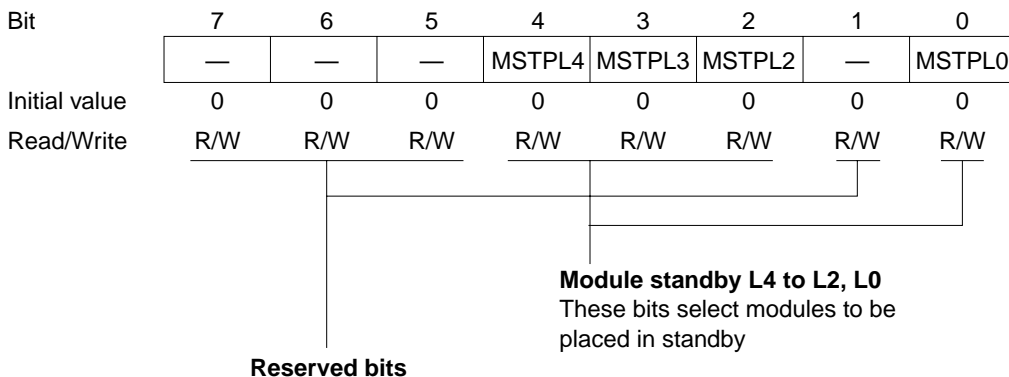 Bit 7 6 5 4 3 2 1 0
— — — MSTPL4 MSTPL3 MSTPL2 — MSTPL0
Initial value 0 0 0 0 0 0 0 0
Read/Write R/W R/W R/W R/W R/W R/W R/W R/W
Module standby L4 to L2, L0
These bits select modules to be
placed in standby
Reserved bits